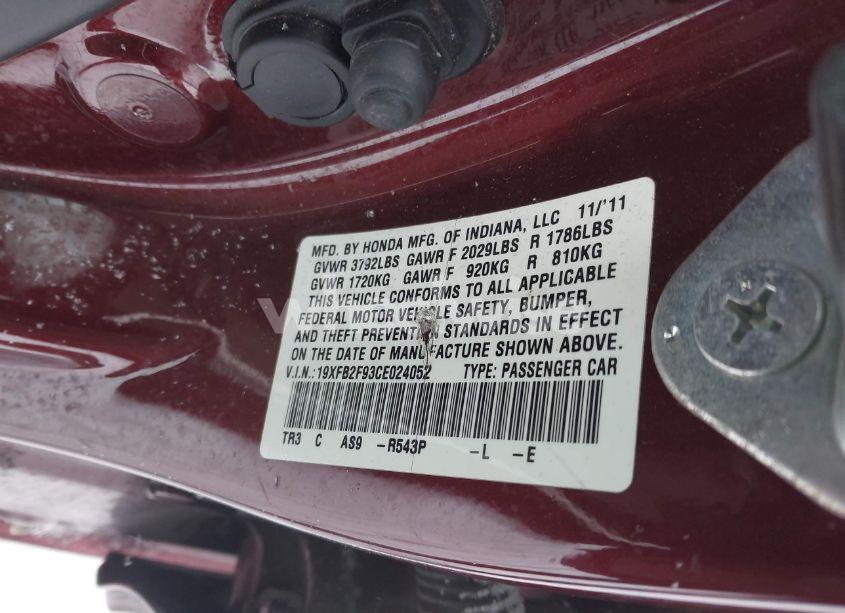 MFD. BY HONDA MFG. OF INDIANA, LLC 11/'11
GVWR 3792LBS GAWR F 2029LBS R 1786LBS
GVWR 1720KG GAWR F 920KG R 810KG
THIS VEHICLE CONFORMS TO ALL APPLICABLE
FEDERAL MOTOR VEHICLE SAFETY, BUMPER,
AND THEFT PREVENTION STANDARDS IN EFFECT
ON THE DATE OF MANUFACTURE SHOWN ABOVE.
V.I.N.:19XFB2F93CE024052 TYPE: PASSENGER CAR
TR3 C AS9 -R543P -L -E